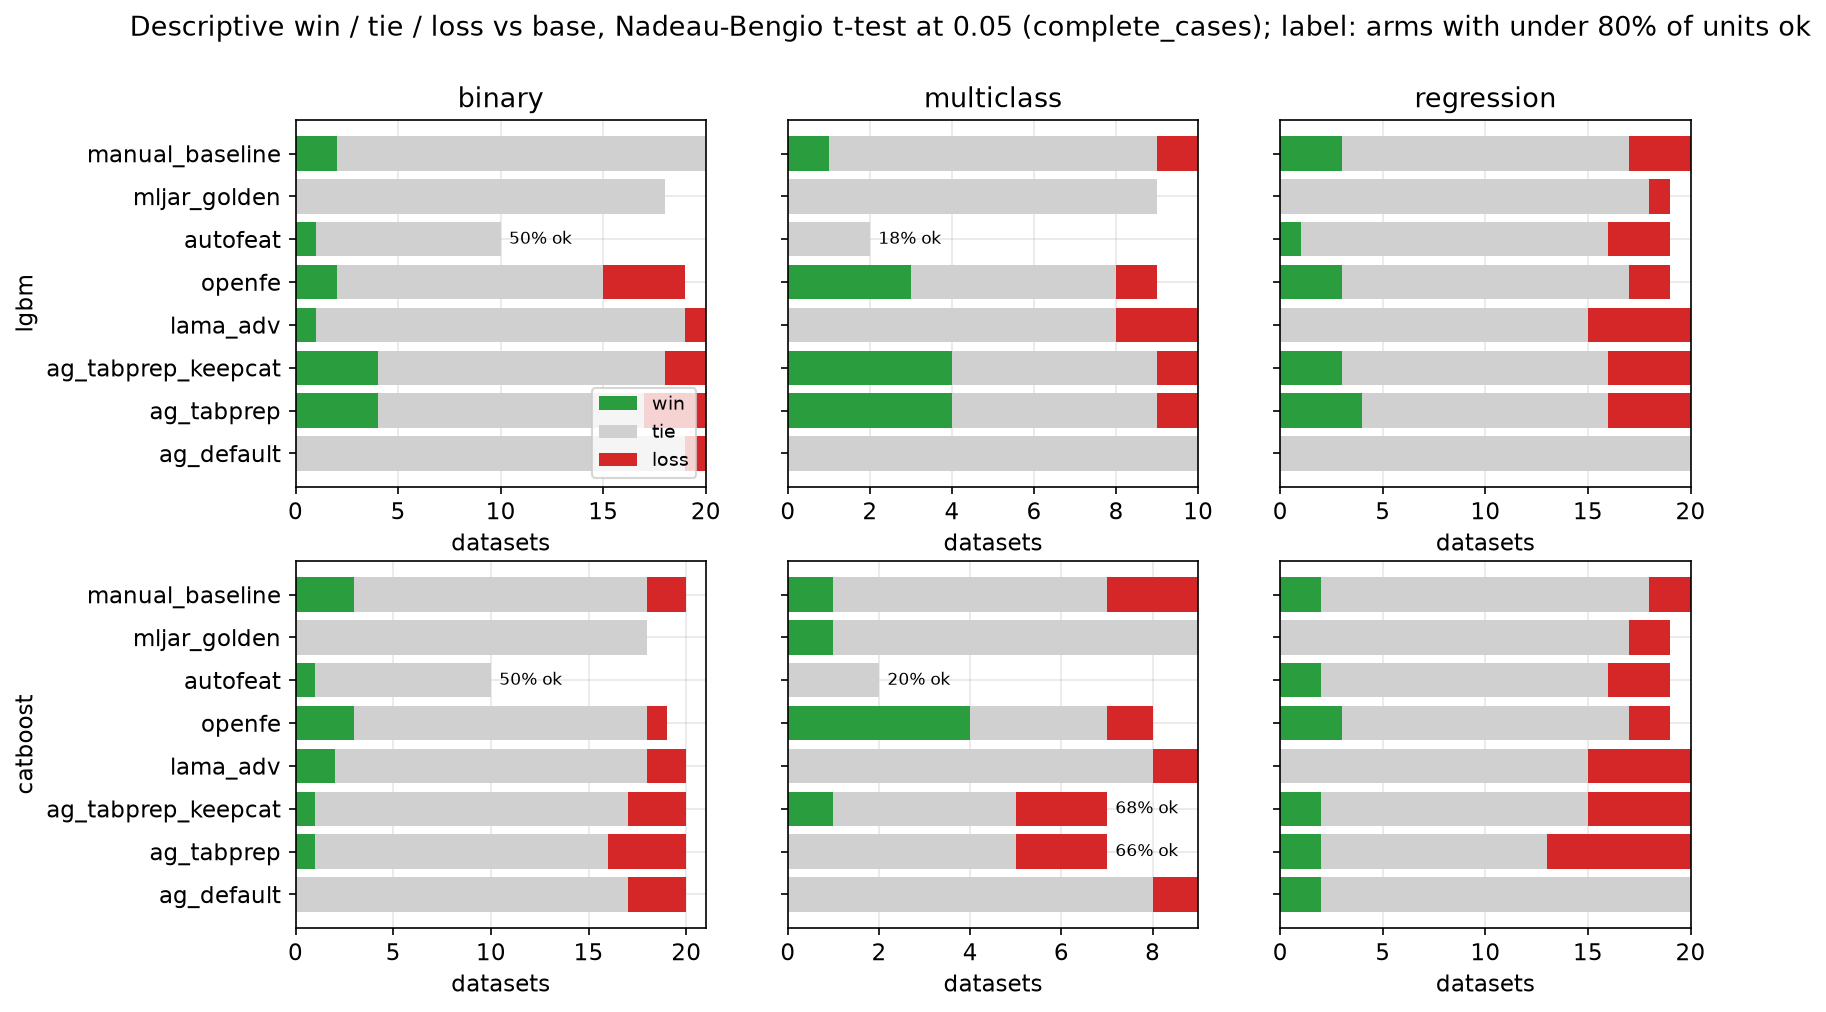 Descriptive win / tie / loss vs base, Nadeau-Bengio t-test at 0.05 (complete_cases); label: arms with under 80% of units ok
binary
multiclass
regression
lgbm
manual_baseline
mljar_golden
autofeat
50% ok
18% ok
openfe
lama_adv
ag_tabprep_keepcat
ag_tabprep
ag_default
win
tie
loss
0 5 10 15 20
0 2 4 6 8 10
0 5 10 15 20
datasets
datasets
datasets
catboost
manual_baseline
mljar_golden
autofeat
50% ok
20% ok
openfe
lama_adv
ag_tabprep_keepcat
68% ok
ag_tabprep
66% ok
ag_default
0 5 10 15 20
0 2 4 6 8
0 5 10 15 20
datasets
datasets
datasets